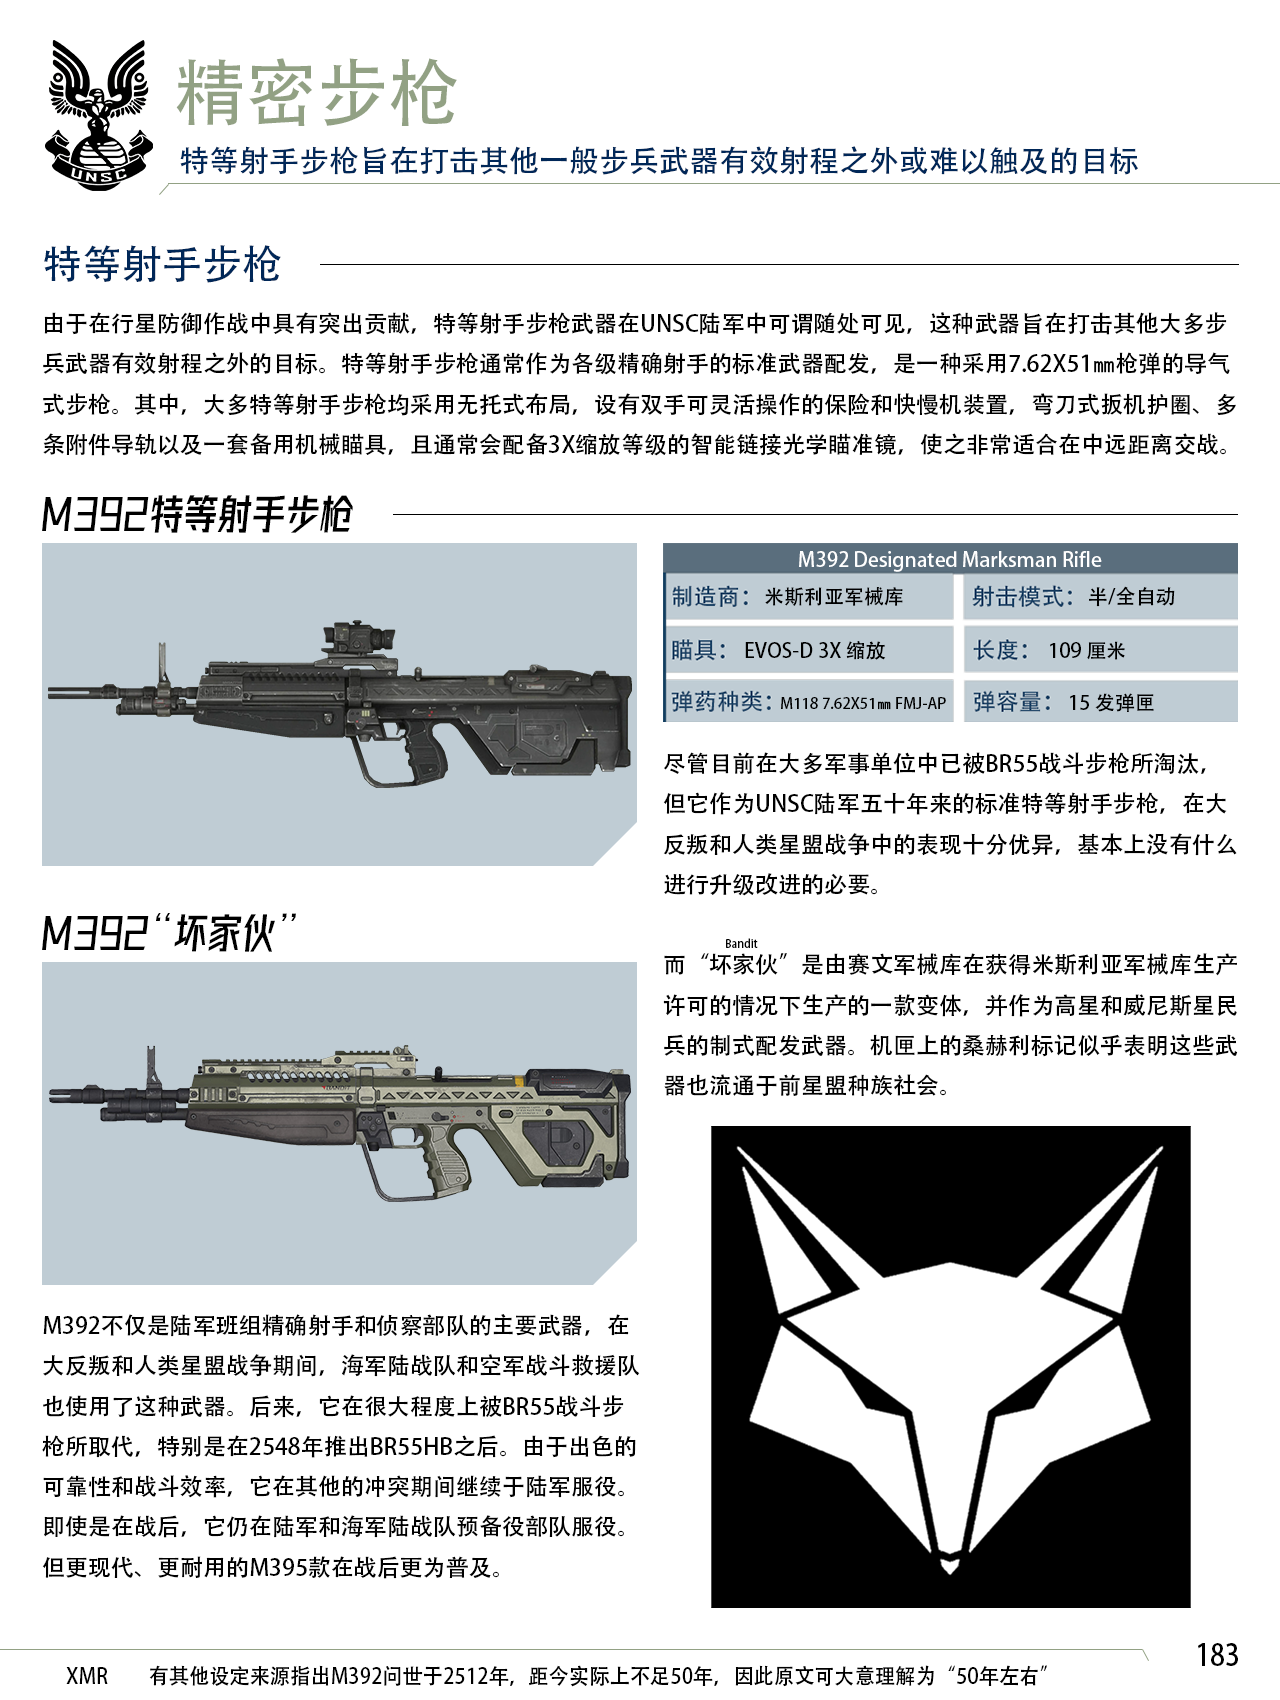 精密步枪
特等射手步枪旨在打击其他一般步兵武器有效射程之外或难以触及的目标
UNSC
特等射手步枪
由于在行星防御作战中具有突出贡献，特等射手步枪武器在UNSC陆军中可谓随处可见，这种武器旨在打击其他大多步
兵武器有效射程之外的目标。特等射手步枪通常作为各级精确射手的标准武器配发，是一种采用7.62X51㎜枪弹的导气
式步枪。其中，大多特等射手步枪均采用无托式布局，设有双手可灵活操作的保险和快慢机装置，弯刀式扳机护圈、多
条附件导轨以及一套备用机械瞄具，且通常会配备3X缩放等级的智能链接光学瞄准镜，使之非常适合在中远距离交战。
M392特等射手步枪
M392 Designated Marksman Rifle
制造商：米斯利亚军械库
射击模式：半/全自动
瞄具：EVOS-D 3X 缩放
长度：109 厘米
弹药种类：M118 7.62X51㎜ FMJ-AP
弹容量：15 发弹匣
尽管目前在大多军事单位中已被BR55战斗步枪所淘汰，
但它作为UNSC陆军五十年来的标准特等射手步枪，在大
反叛和人类星盟战争中的表现十分优异，基本上没有什么
进行升级改进的必要。
M392“坏家伙”
Bandit
而“坏家伙”是由赛文军械库在获得米斯利亚军械库生产
许可的情况下生产的一款变体，并作为高星和威尼斯星民
兵的制式配发武器。机匣上的桑赫利标记似乎表明这些武
器也流通于前星盟种族社会。
BANDIT
M392不仅是陆军班组精确射手和侦察部队的主要武器，在
大反叛和人类星盟战争期间，海军陆战队和空军战斗救援队
也使用了这种武器。后来，它在很大程度上被BR55战斗步
枪所取代，特别是在2548年推出BR55HB之后。由于出色的
可靠性和战斗效率，它在其他的冲突期间继续于陆军服役。
即使是在战后，它仍在陆军和海军陆战队预备役部队服役。
但更现代、更耐用的M395款在战后更为普及。
183
XMR 有其他设定来源指出M392问世于2512年，距今实际上不足50年，因此原文可大意理解为“50年左右”